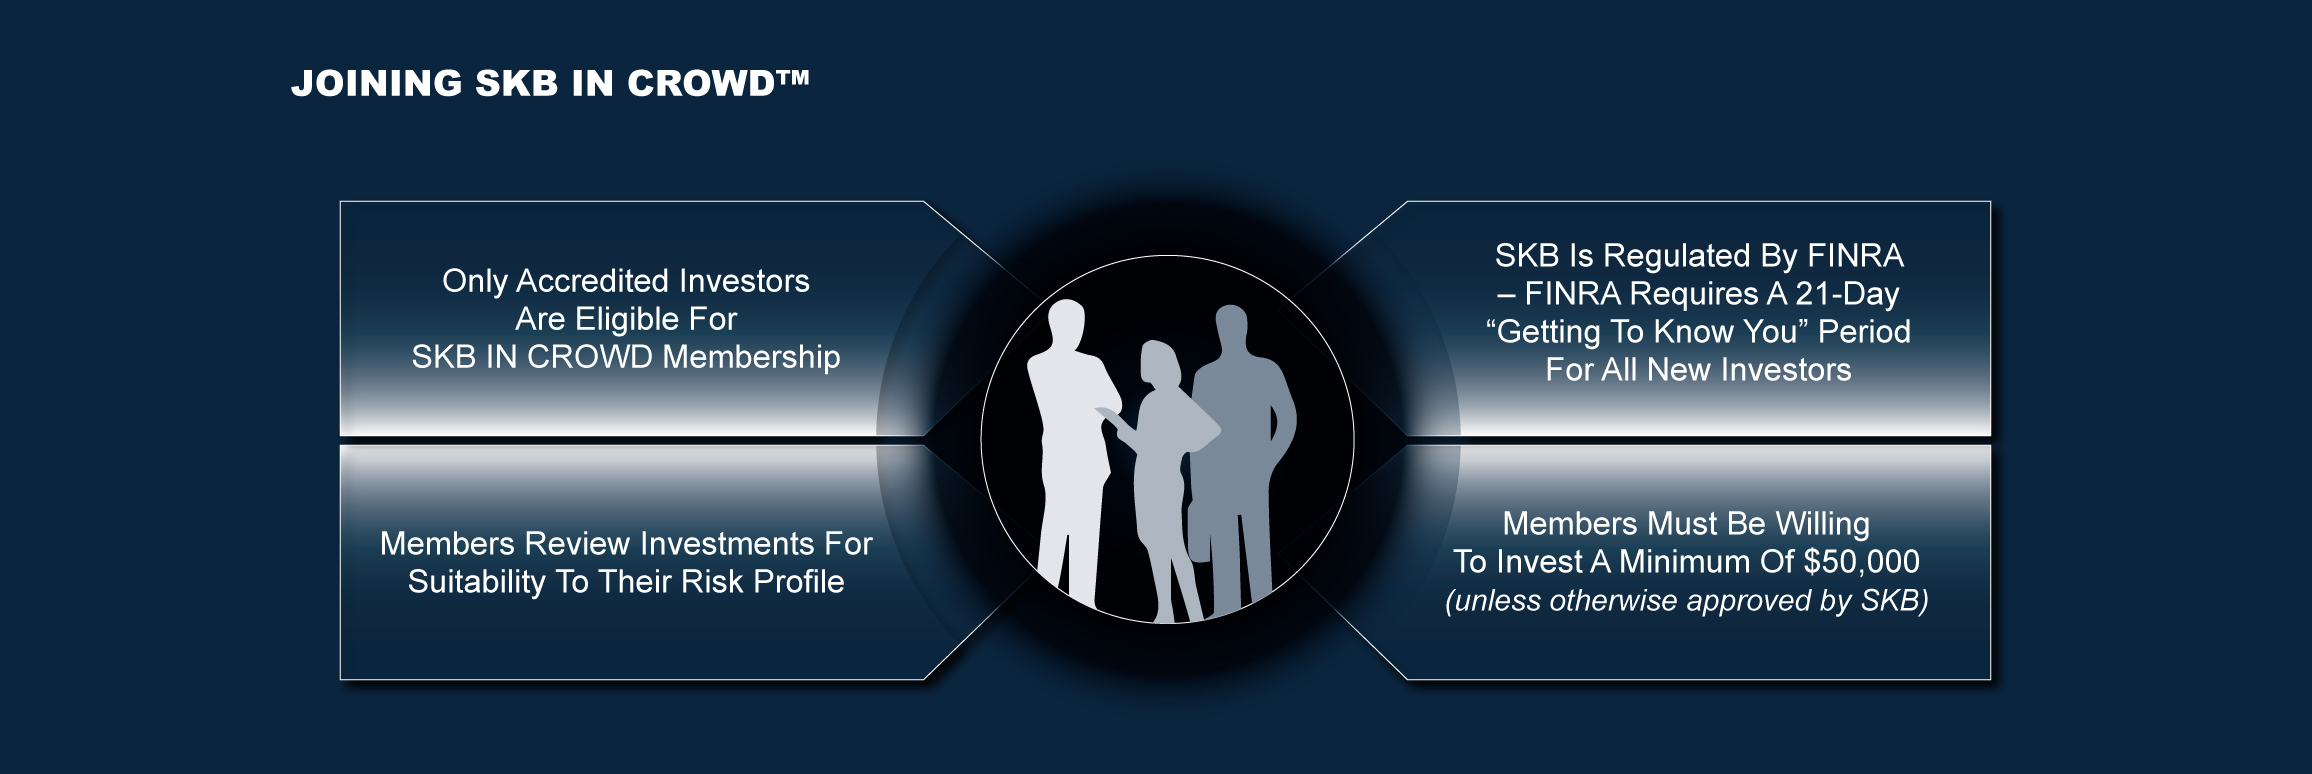 JOINING SKB IN CROWD™
Only Accredited Investors
Are Eligible For
SKB IN CROWD Membership
SKB Is Regulated By FINRA
– FINRA Requires A 21-Day
“Getting To Know You” Period
For All New Investors
Members Review Investments For
Suitability To Their Risk Profile
Members Must Be Willing
To Invest A Minimum Of $50,000
(unless otherwise approved by SKB)